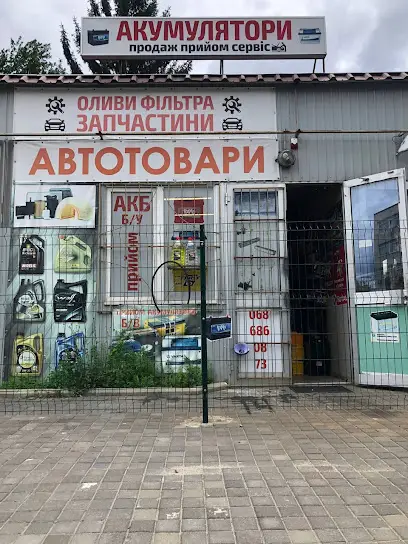 АКУМУЛЯТОРИ
продаж прийом сервіс
ОЛИВИ ФІЛЬТРА
ЗАПЧАСТИНИ
АВТОТОВАРИ
АКБ
Б/У
прийом
Б/В
068
686
08
73